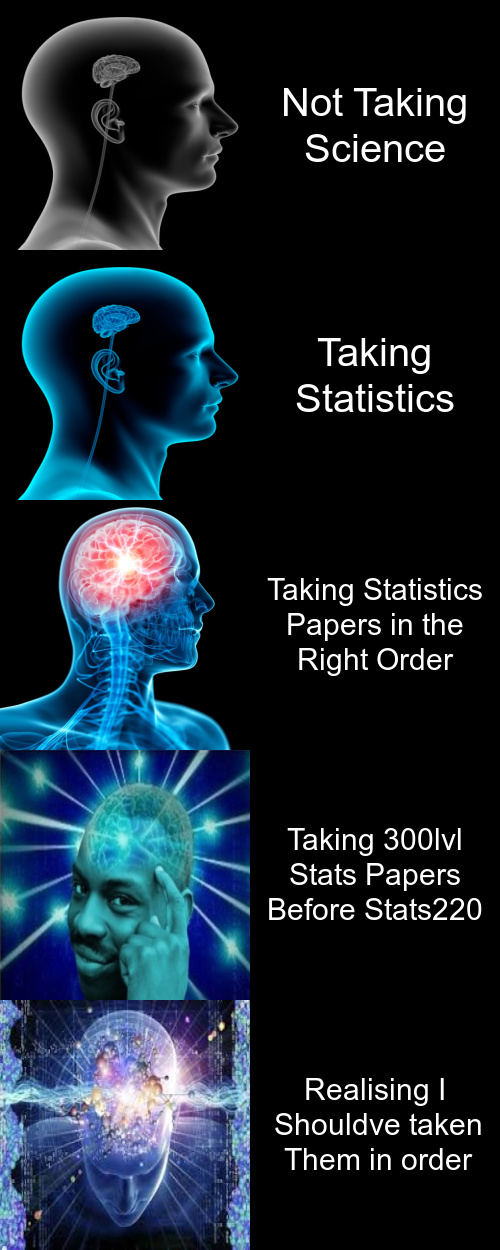 Not Taking
Science
Taking
Statistics
Taking Statistics
Papers in the
Right Order
Taking 300lvl
Stats Papers
Before Stats220
Realising I
Shouldve taken
Them in order